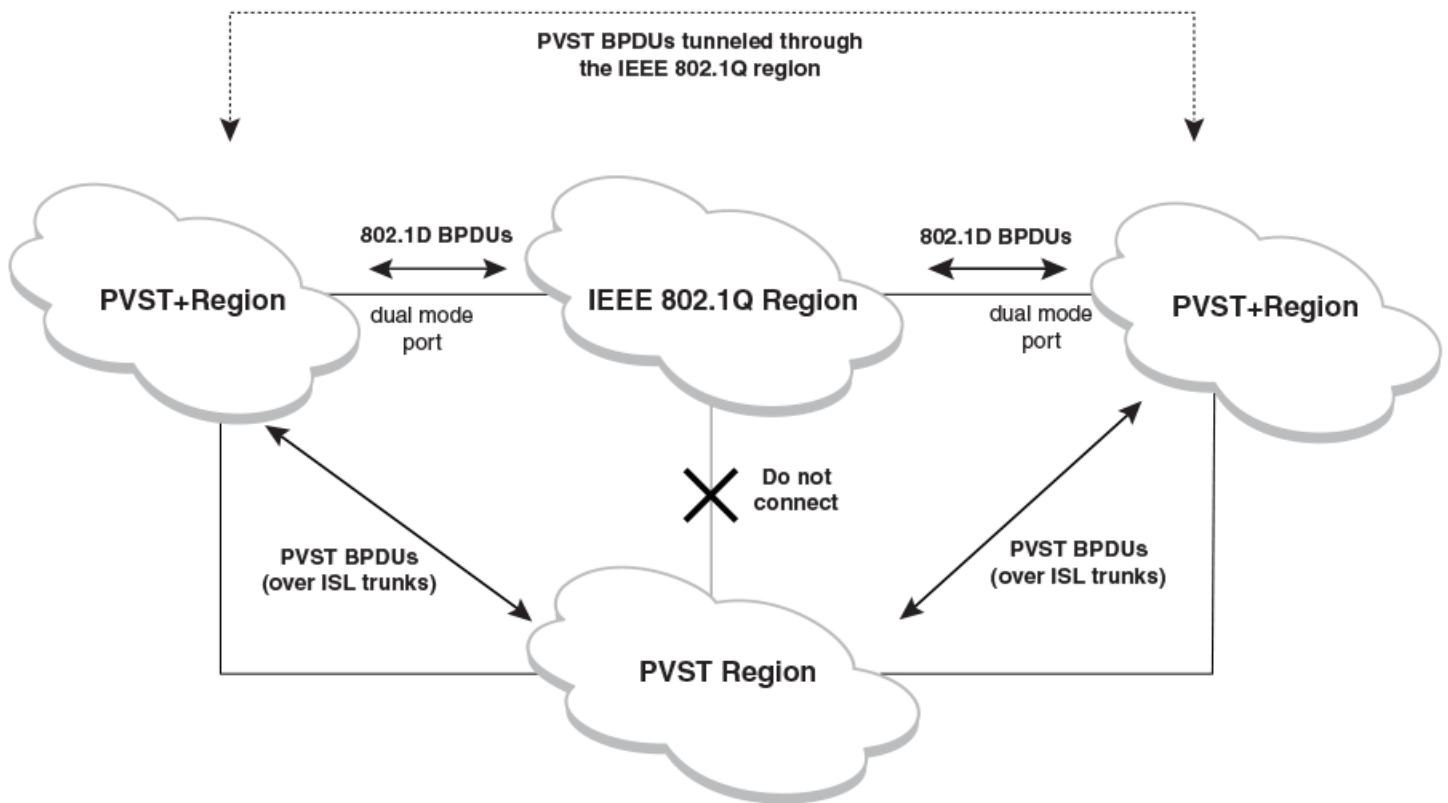 PVST BPDUs tunneled through
the IEEE 802.1Q region
802.1D BPDUs
802.1D BPDUs
PVST+Region
IEEE 802.1Q Region
PVST+Region
dual mode
port
dual mode
port
Do not
connect
PVST BPDUs
(over ISL trunks)
PVST BPDUs
(over ISL trunks)
PVST Region